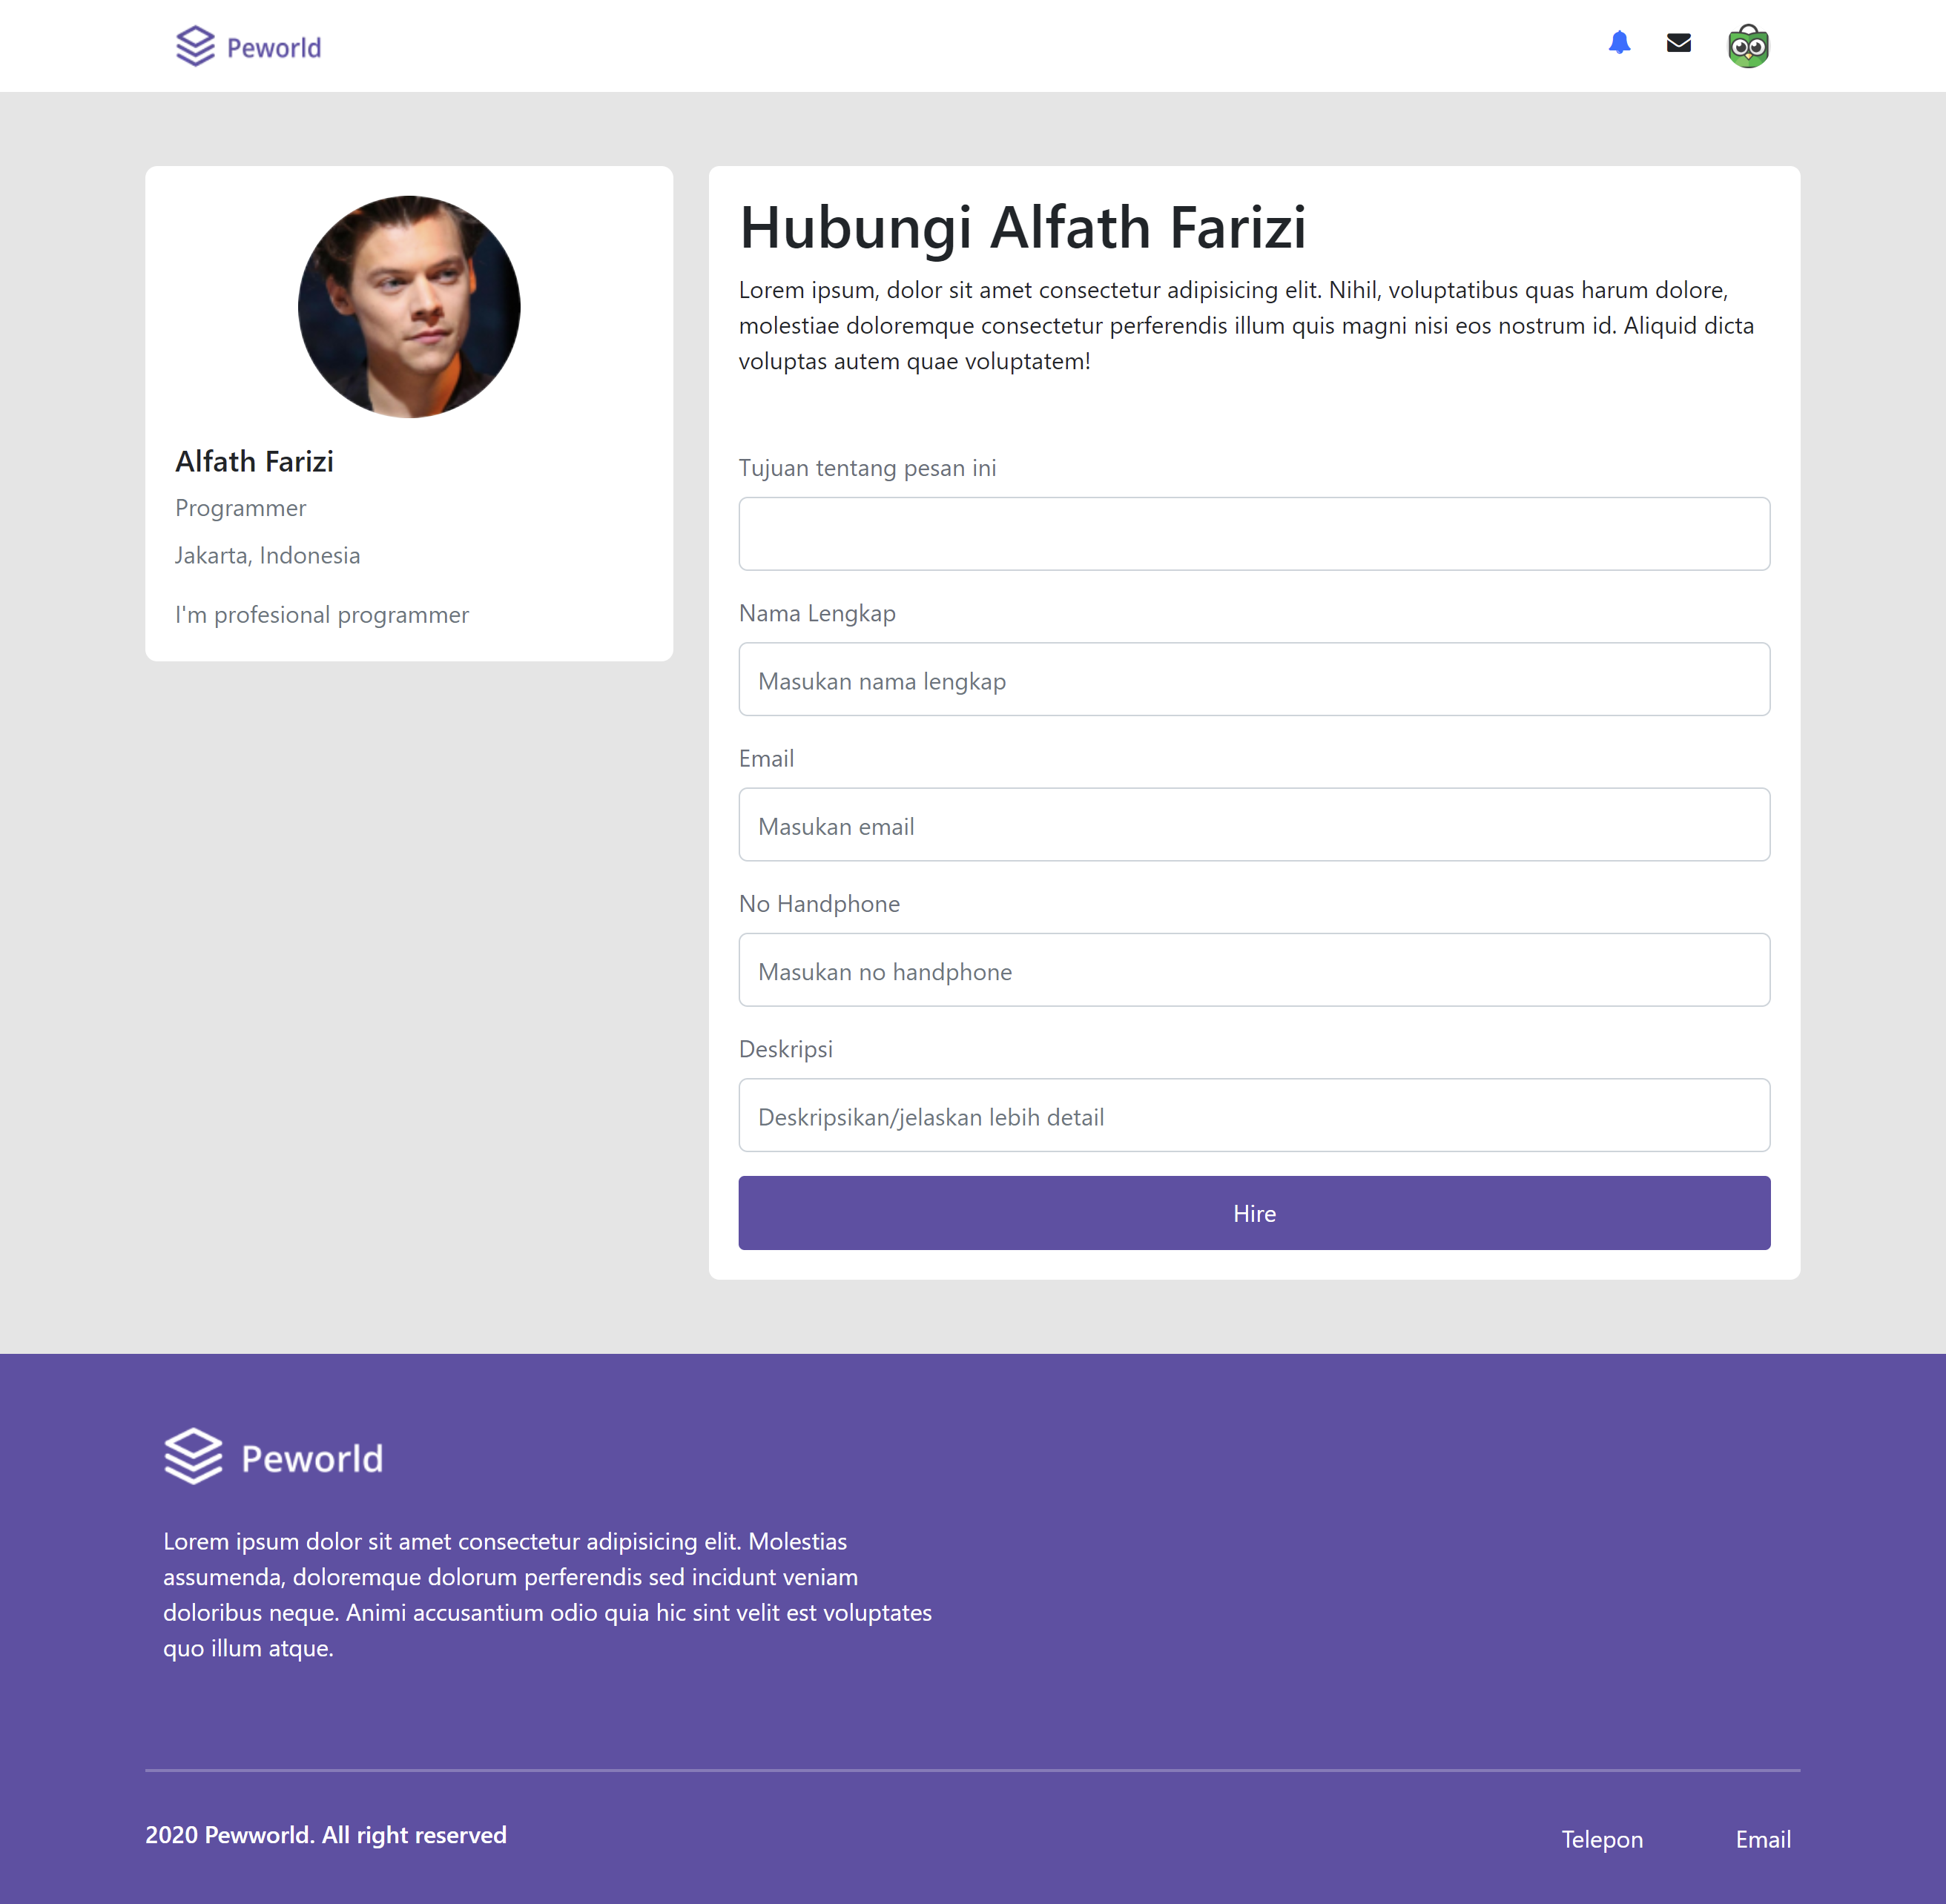 Peworld
Alfath Farizi
Programmer
Jakarta, Indonesia
I'm profesional programmer
Hubungi Alfath Farizi
Lorem ipsum, dolor sit amet consectetur adipisicing elit. Nihil, voluptatibus quas harum dolore,
molestiae doloremque consectetur perferendis illum quis magni nisi eos nostrum id. Aliquid dicta
voluptas autem quae voluptatem!
Tujuan tentang pesan ini
Nama Lengkap
Masukan nama lengkap
Email
Masukan email
No Handphone
Masukan no handphone
Deskripsi
Deskripsikan/jelaskan lebih detail
Hire
Peworld
Lorem ipsum dolor sit amet consectetur adipisicing elit. Molestias
assumenda, doloremque dolorum perferendis sed incidunt veniam
doloribus neque. Animi accusantium odio quia hic sint velit est voluptates
quo illum atque.
2020 Pewworld. All right reserved
Telepon
Email